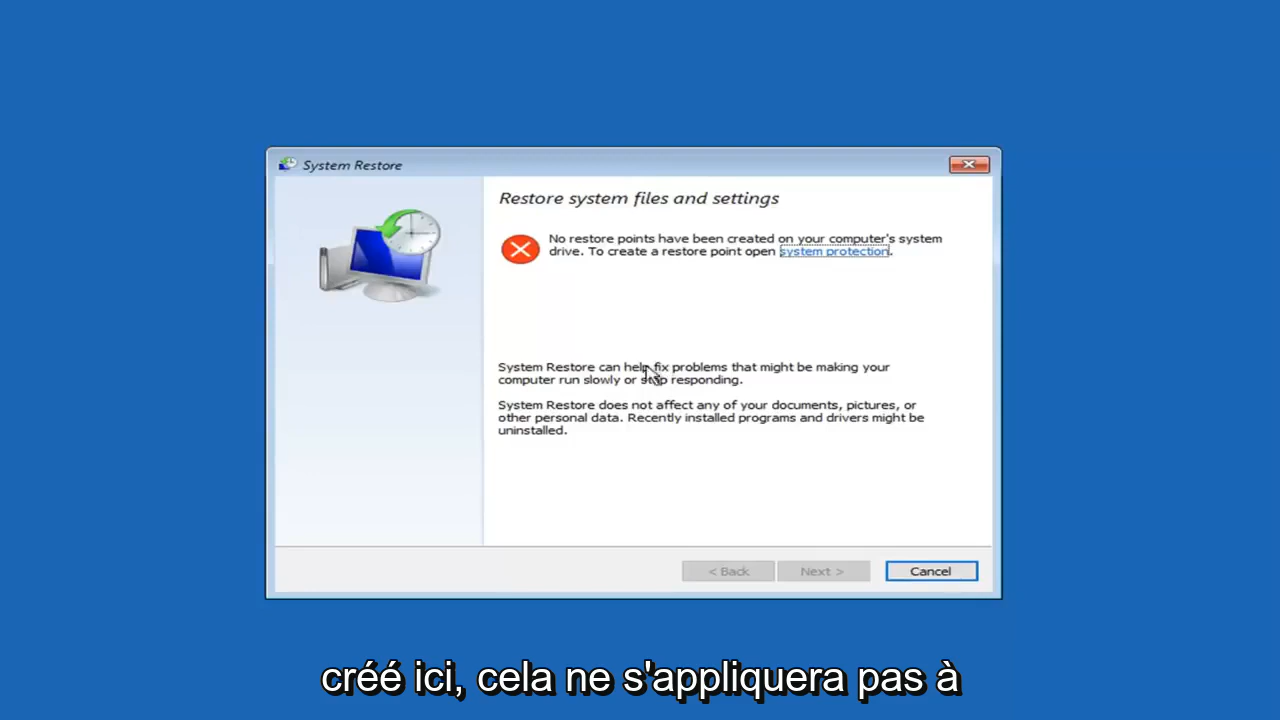 System Restore
Restore system files and settings
No restore points have been created on your computer's system
drive. To create a restore point open system protection.
System Restore can help fix problems that might be making your
computer run slowly or stop responding.
System Restore does not affect any of your documents, pictures, or
other personal data. Recently installed programs and drivers might be
uninstalled.
< Back Next > Cancel
créé ici, cela ne s'appliquera pas à